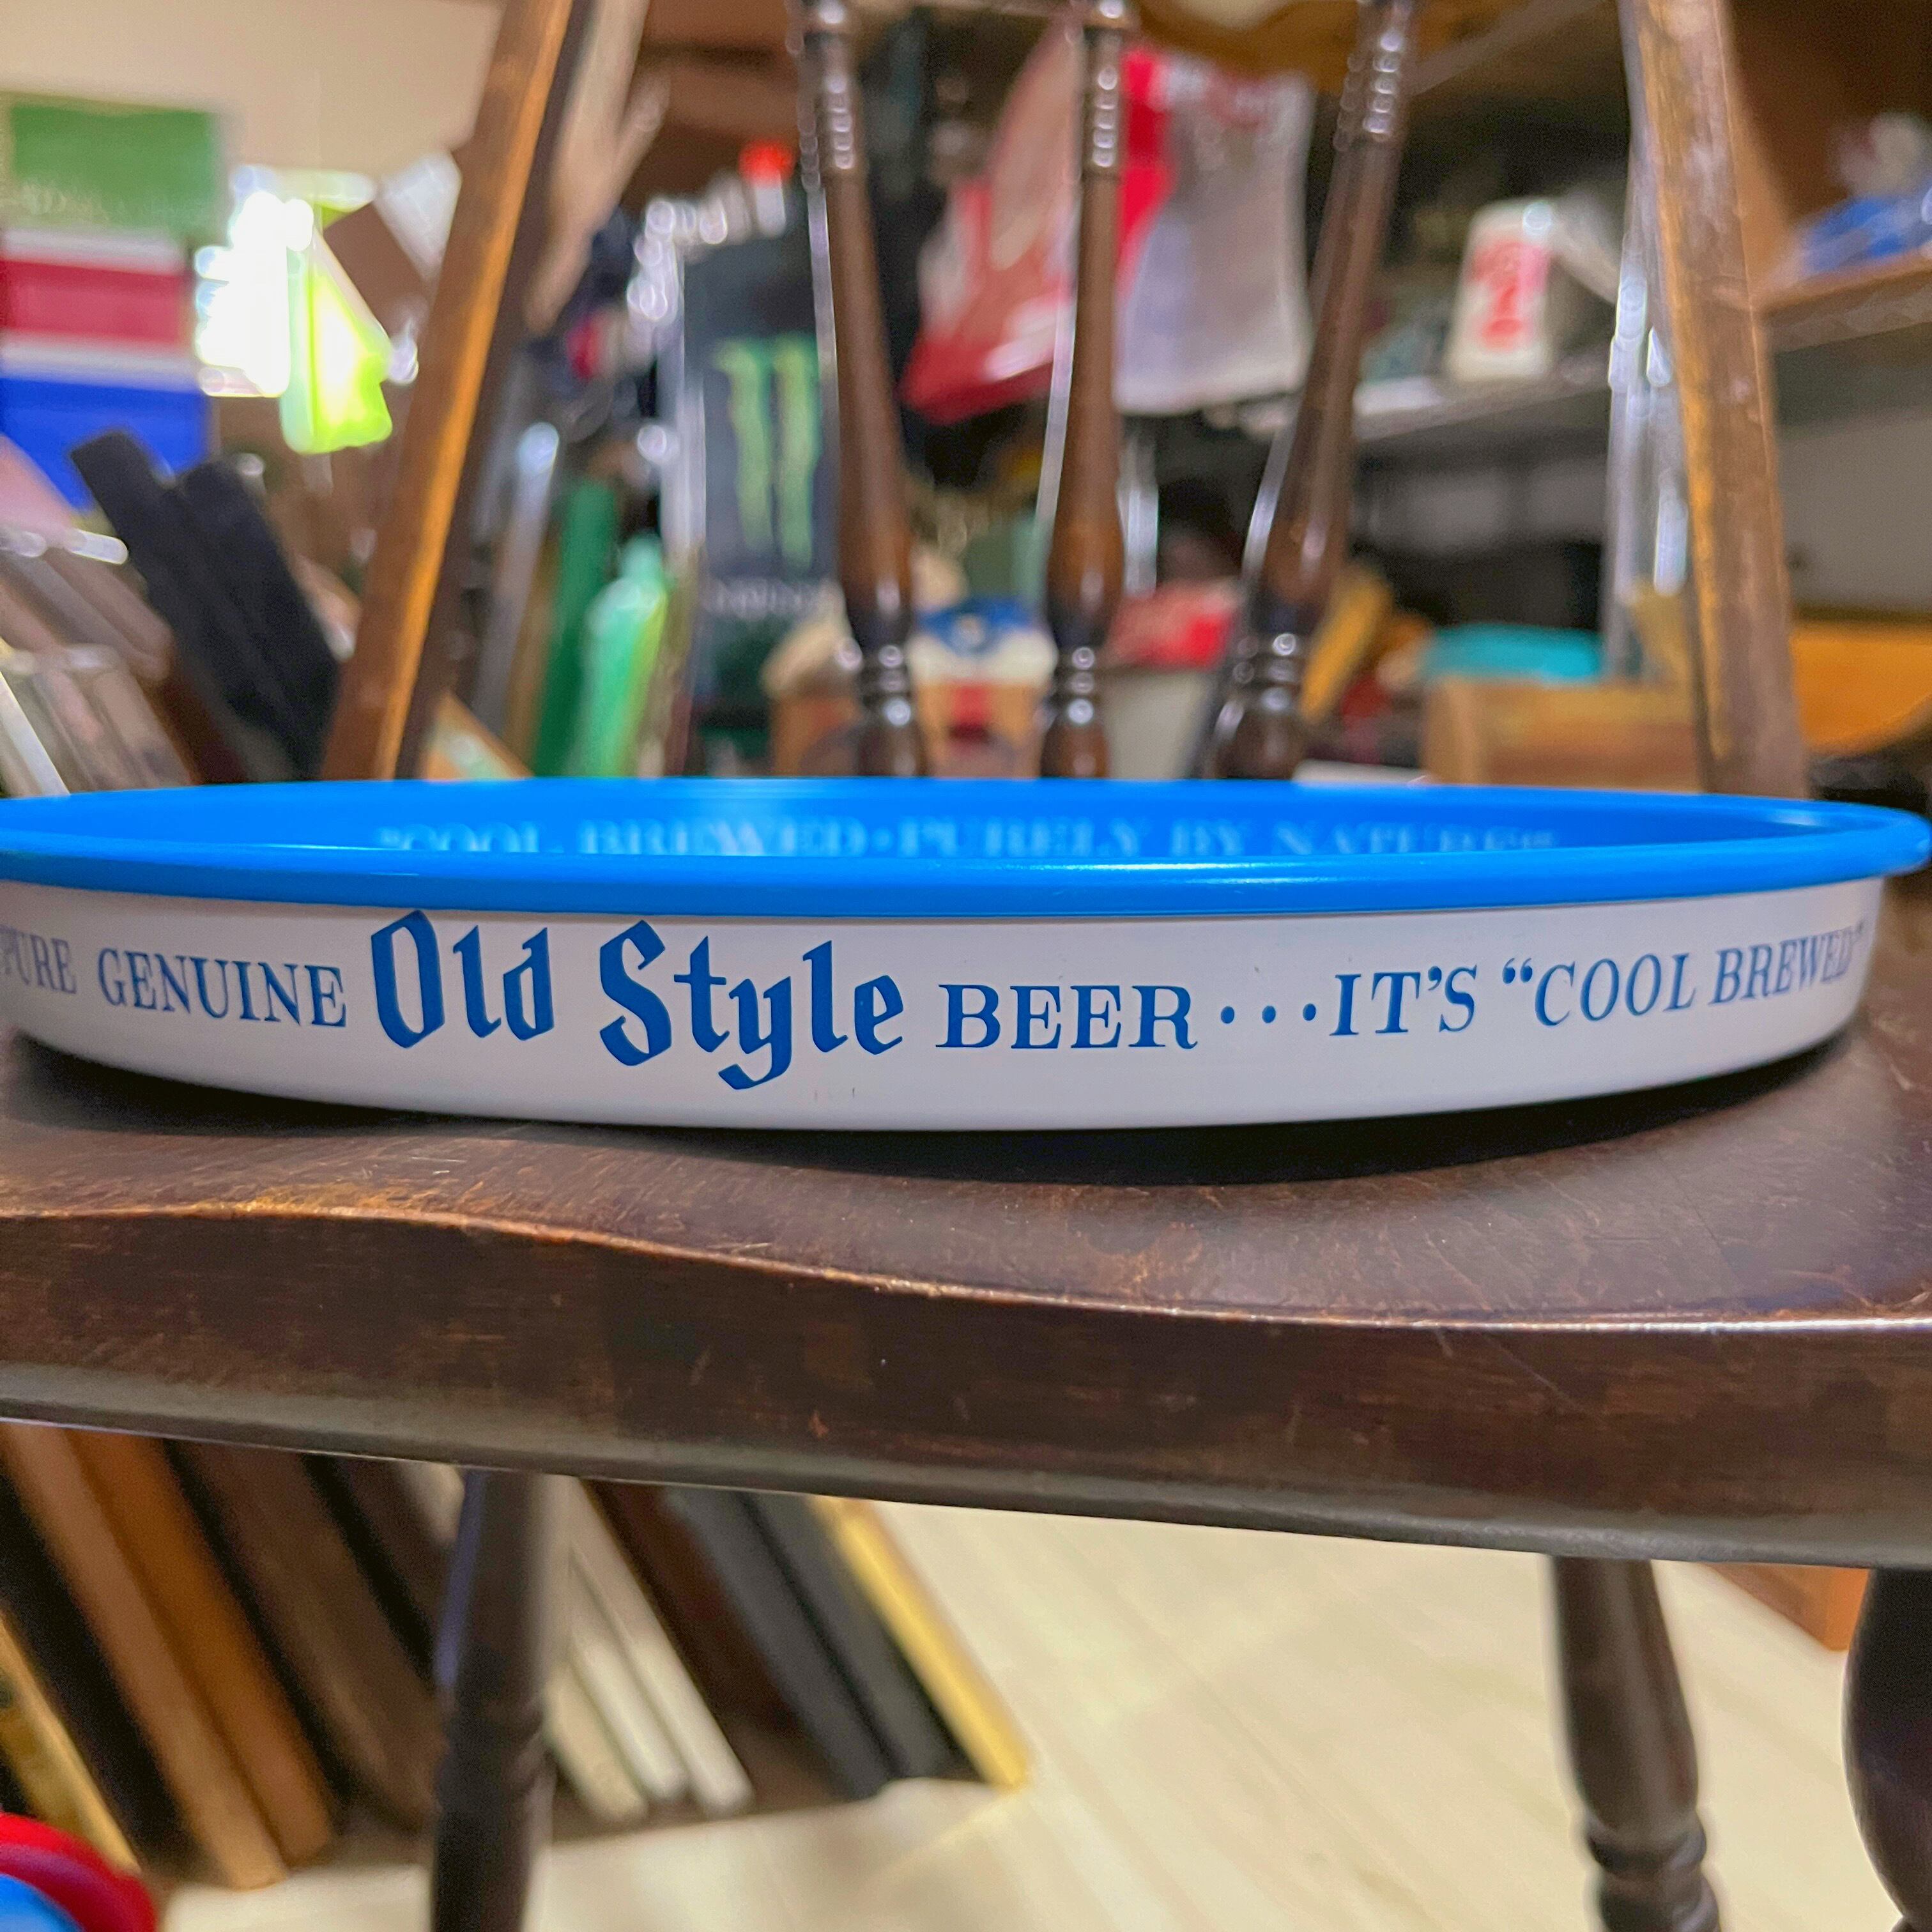 "COOL BREWED • PURELY BY NATURE"
PURE GENUINE Old Style BEER . . . IT'S "COOL BREWED"